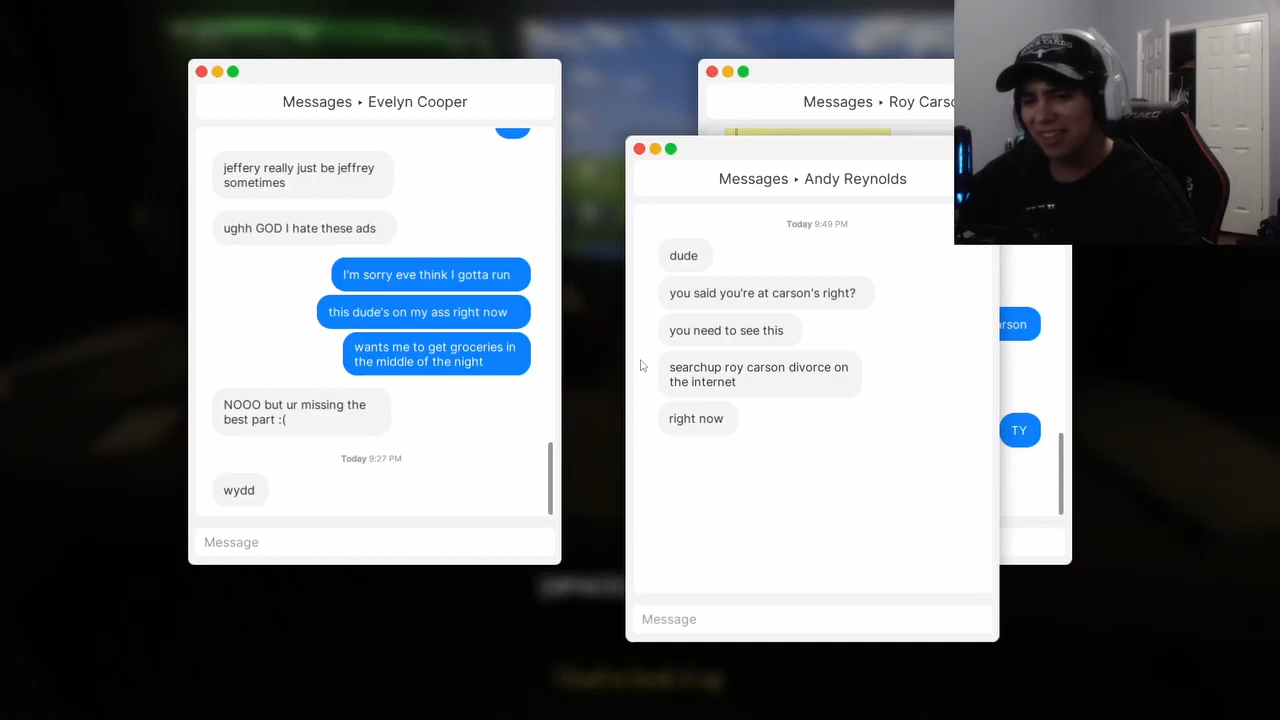 Messages ▸ Evelyn Cooper
jeffery really just be jeffrey
sometimes
ughh GOD I hate these ads
I'm sorry eve think I gotta run
this dude's on my ass right now
wants me to get groceries in
the middle of the night
NOOO but ur missing the
best part :(
Today 9:27 PM
wydd
Message
Messages ▸ Roy Carso
arson
TY
Messages ▸ Andy Reynolds
Today 9:49 PM
dude
you said you're at carson's right?
you need to see this
searchup roy carson divorce on
the internet
right now
Message